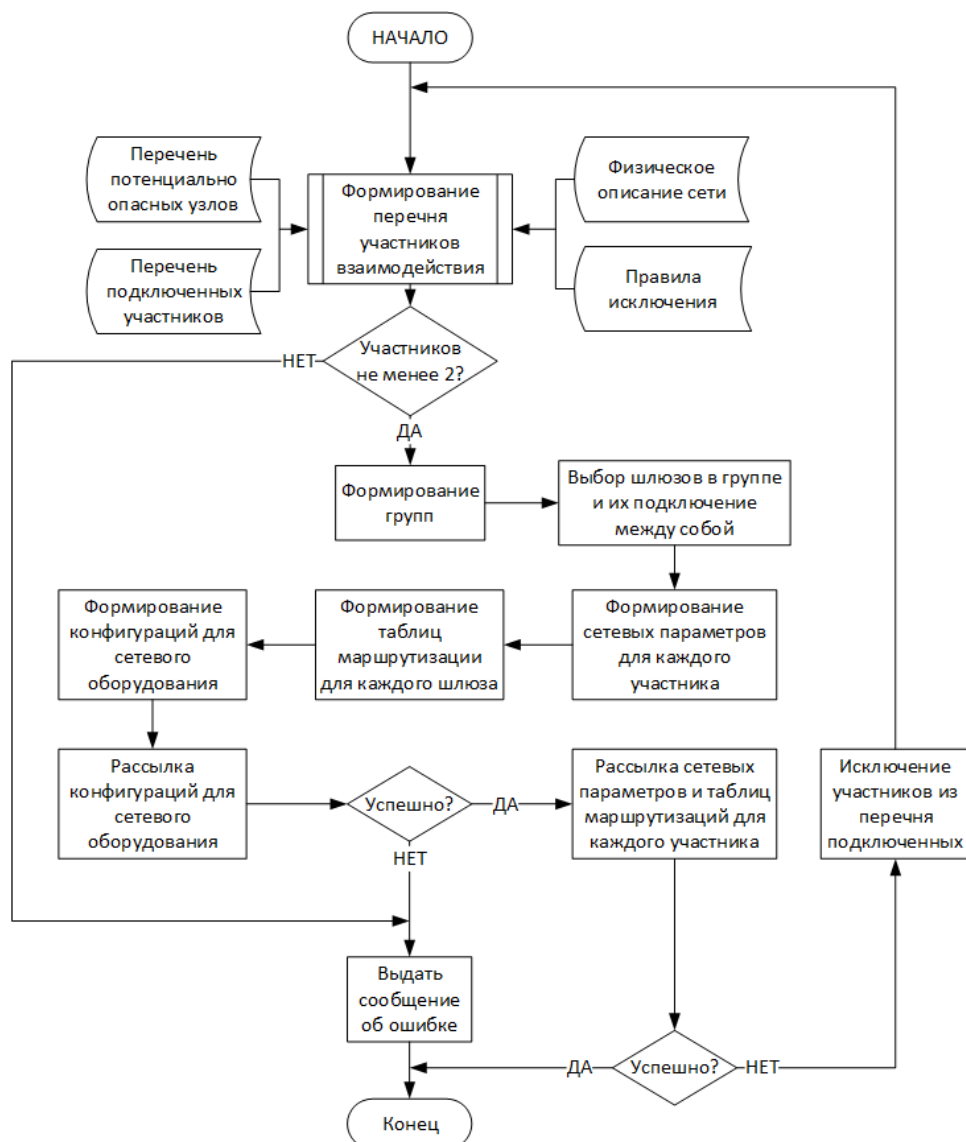 НАЧАЛО
Перечень
потенциально
опасных узлов
Физическое
описание сети
Формирование
перечня
участников
взаимодействия
Перечень
подключенных
участников
Правила
исключения
Участников
не менее 2?
НЕТ
ДА
Формирование
групп
Выбор шлюзов в группе
и их подключение
между собой
Формирование
сетевых параметров
для каждого
участника
Формирование
таблиц
маршрутизации
для каждого шлюза
Формирование
конфигураций для
сетевого
оборудования
Рассылка
конфигураций для
сетевого
оборудования
Успешно?
ДА
НЕТ
Рассылка сетевых
параметров и таблиц
маршрутизаций для
каждого участника
Исключение
участников из
перечня
подключенных
Выдать
сообщение
об ошибке
Успешно?
ДА
НЕТ
Конец